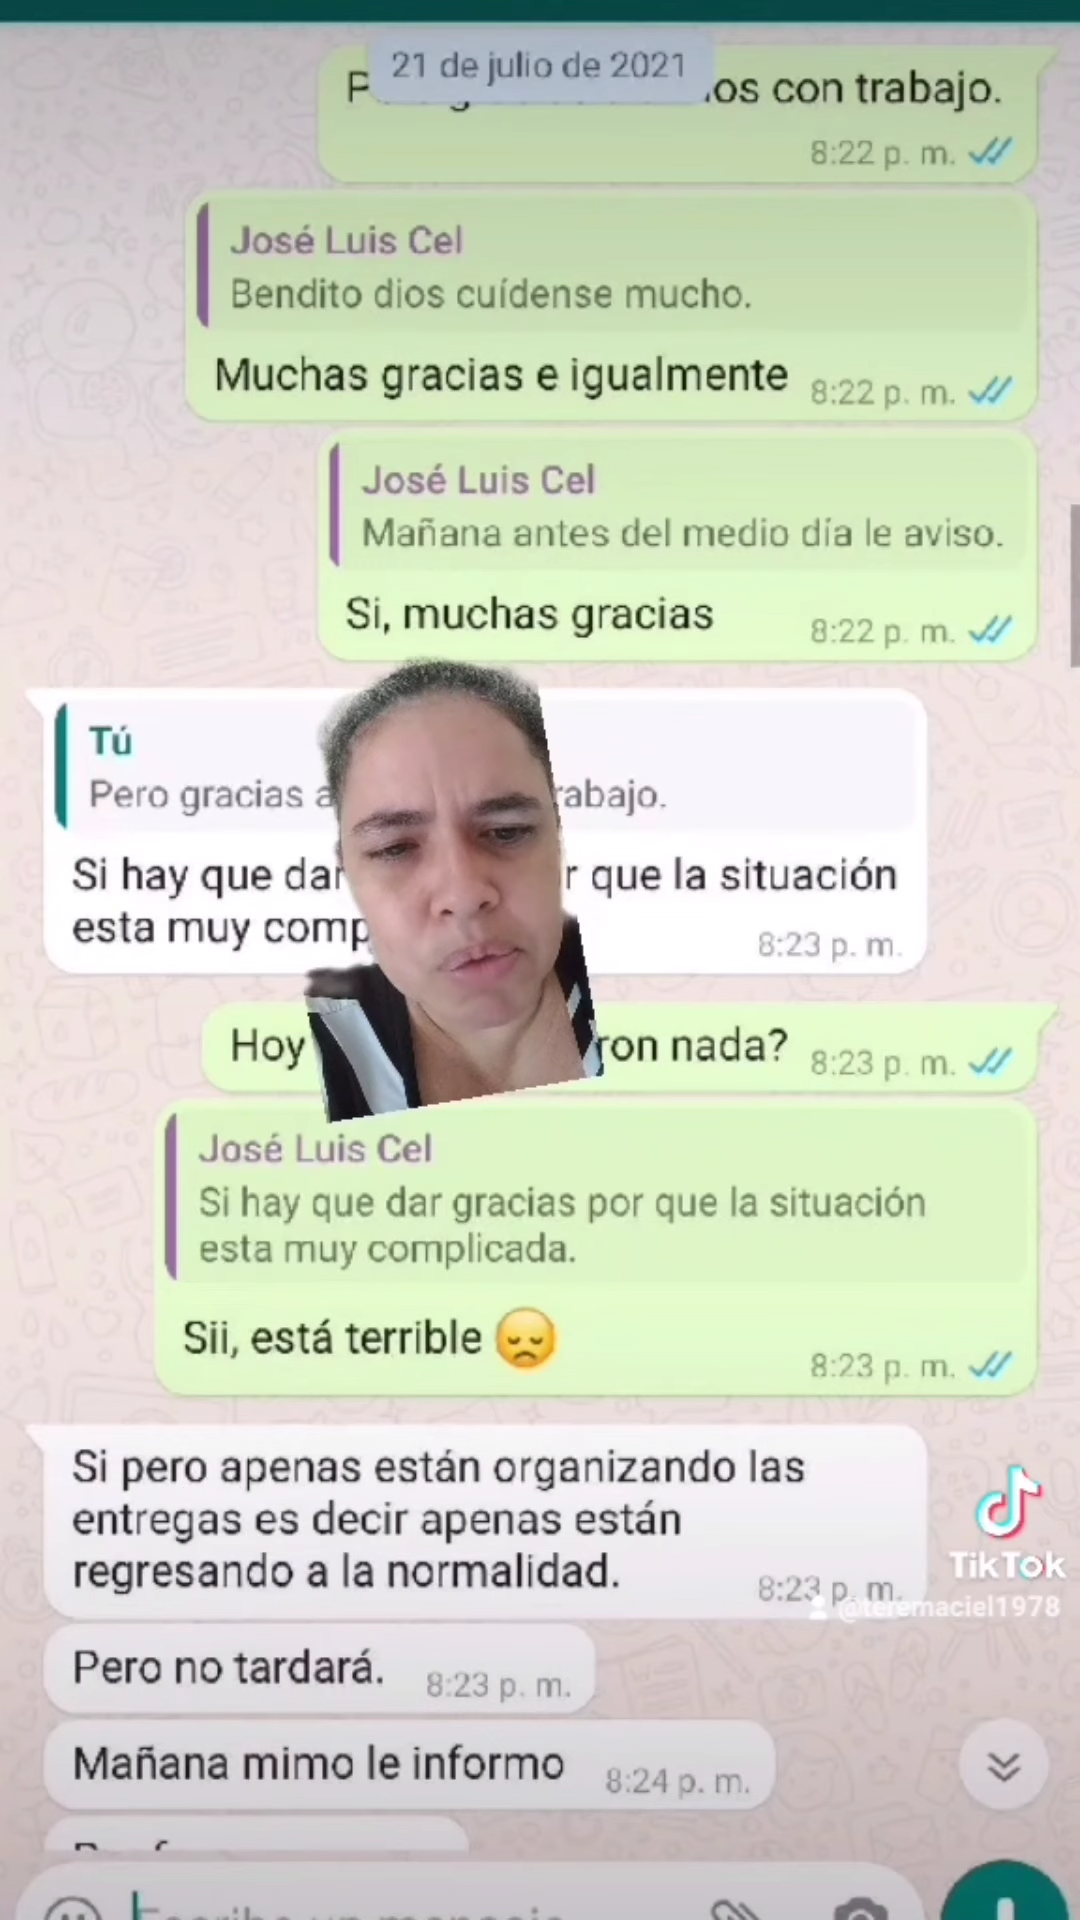 21 de julio de 2021
os con trabajo.
8:22 p. m.
José Luis Cel
Bendito dios cuídense mucho.
Muchas gracias e igualmente 8:22 p. m.
José Luis Cel
Mañana antes del medio día le aviso.
Si, muchas gracias 8:22 p. m.
Tú
Pero gracias a rabajo.
Si hay que dar r que la situación
esta muy comp 8:23 p. m.
Hoy ron nada? 8:23 p. m.
José Luis Cel
Si hay que dar gracias por que la situación
esta muy complicada.
Sii, está terrible 😞 8:23 p. m.
Si pero apenas están organizando las
entregas es decir apenas están
regresando a la normalidad. 8:23 p. m.
TikTok
@teremaciel1978
Pero no tardará. 8:23 p. m.
Mañana mimo le informo 8:24 p. m.